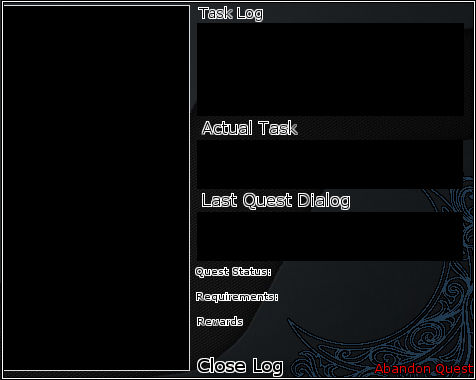 Task Log
Actual Task
Last Quest Dialog
Quest Status:
Requirements:
Rewards
Close Log
Abandon Quest